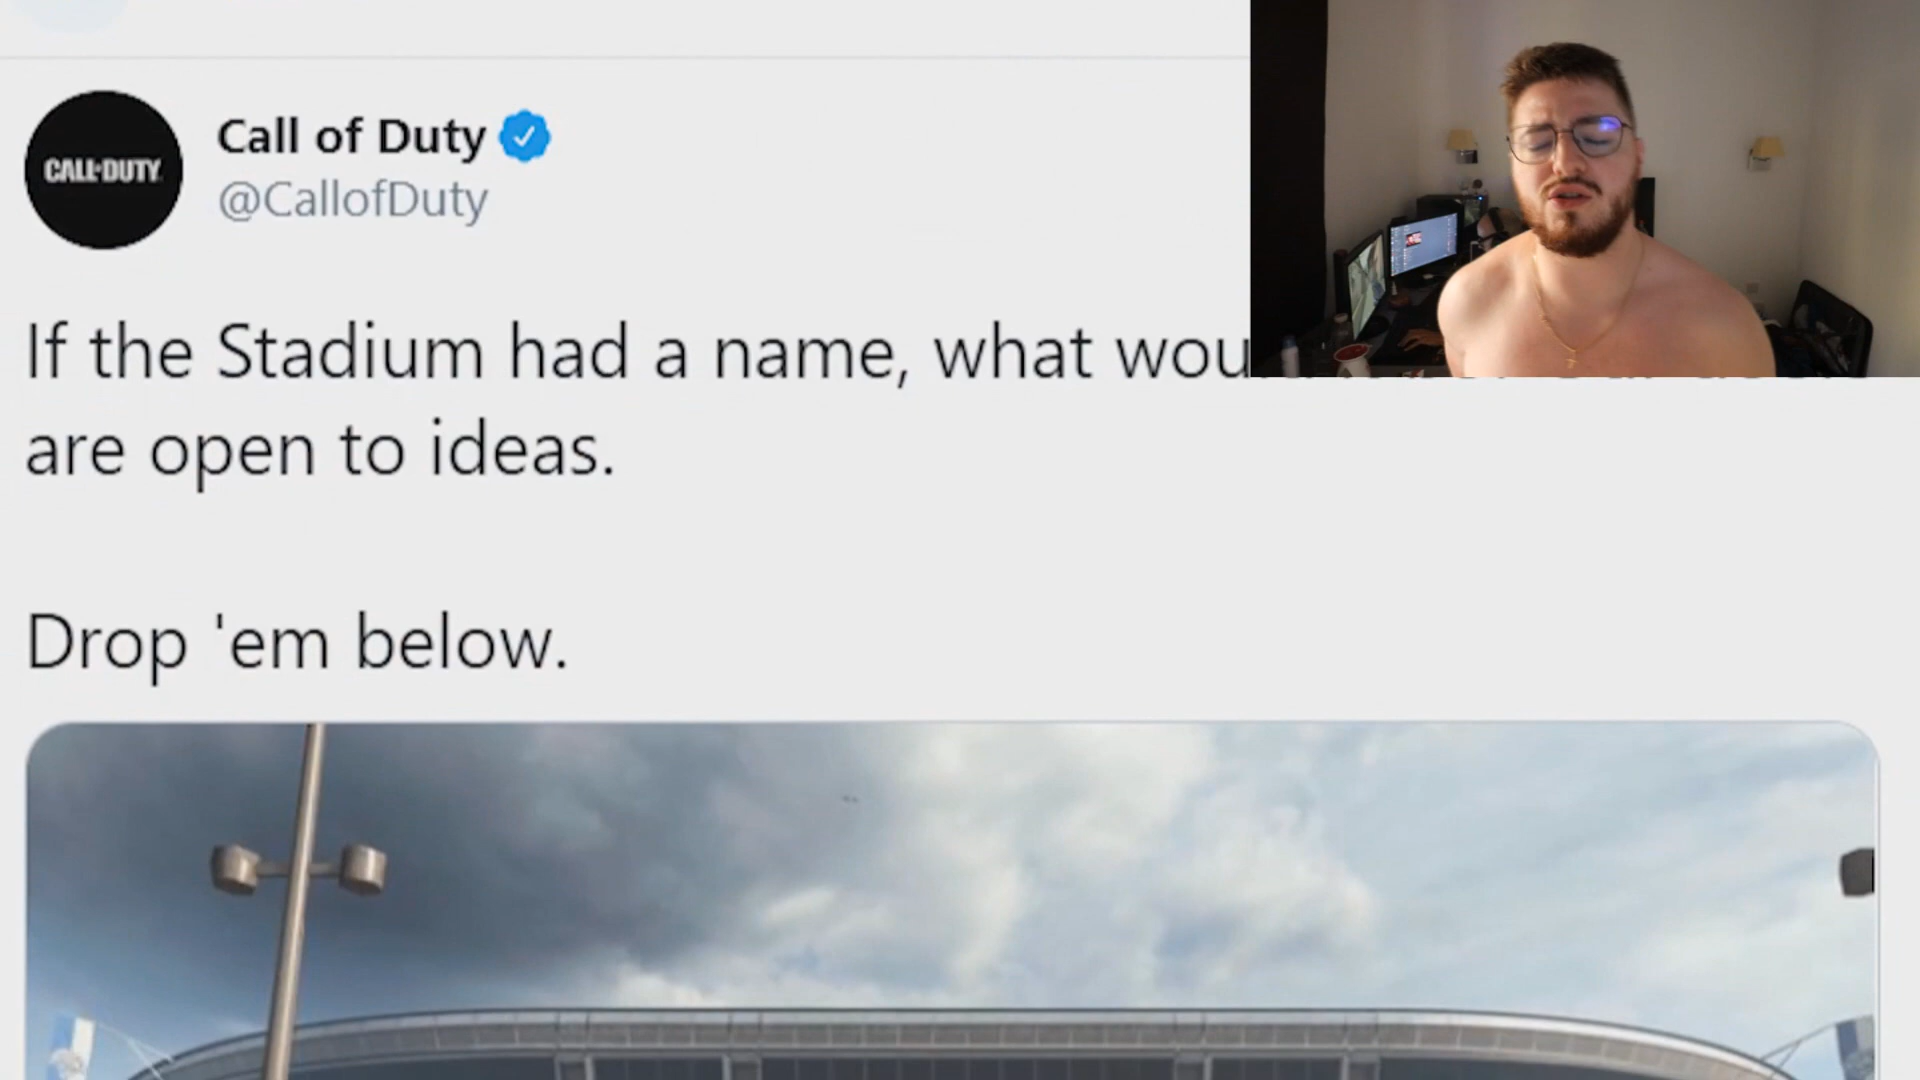 CALL OF DUTY
Call of Duty
@CallofDuty
If the Stadium had a name, what wou
are open to ideas.
Drop 'em below.